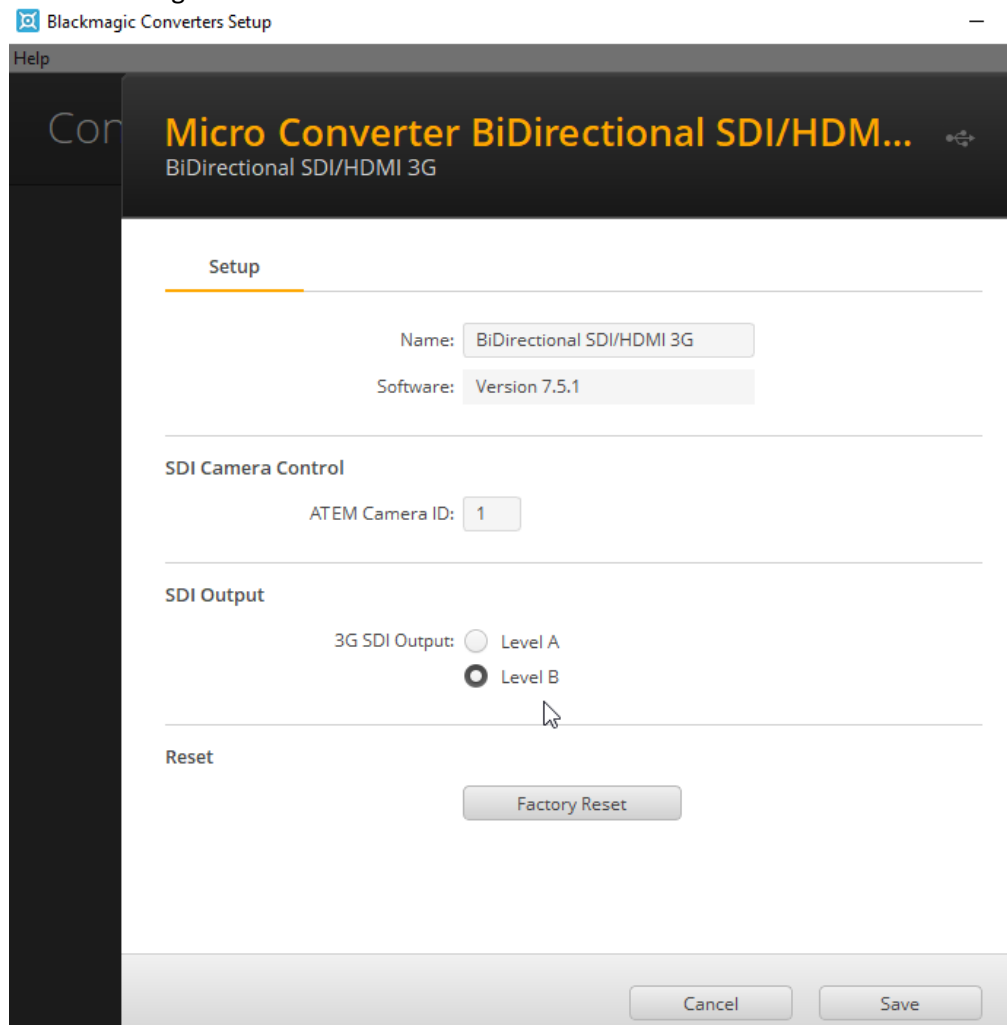 Blackmagic Converters Setup
Help
Con
Micro Converter BiDirectional SDI/HDM...
BiDirectional SDI/HDMI 3G
Setup
Name: BiDirectional SDI/HDMI 3G
Software: Version 7.5.1
SDI Camera Control
ATEM Camera ID: 1
SDI Output
3G SDI Output: Level A
Level B
Reset
Factory Reset
Cancel Save